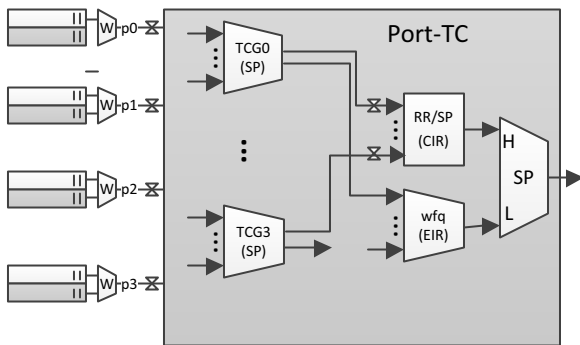 W p0
Port-TC
TCG0
(SP)
W p1
RR/SP
(CIR)
H
SP
W p2
L
wfq
(EIR)
TCG3
(SP)
W p3